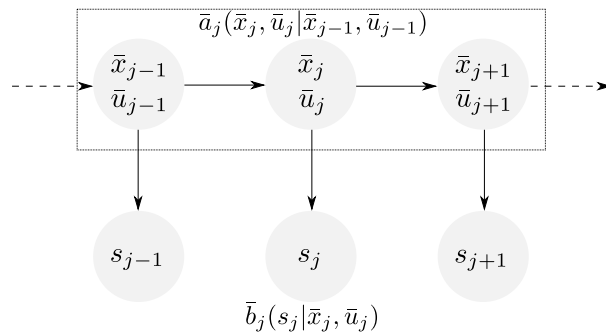 ā_j(x̄_j, ū_j|x̄_{j−1}, ū_{j−1})
x̄_{j−1} x̄_j x̄_{j+1}
ū_{j−1} ū_j ū_{j+1}
s_{j−1} s_j s_{j+1}
b̄_j(s_j|x̄_j, ū_j)